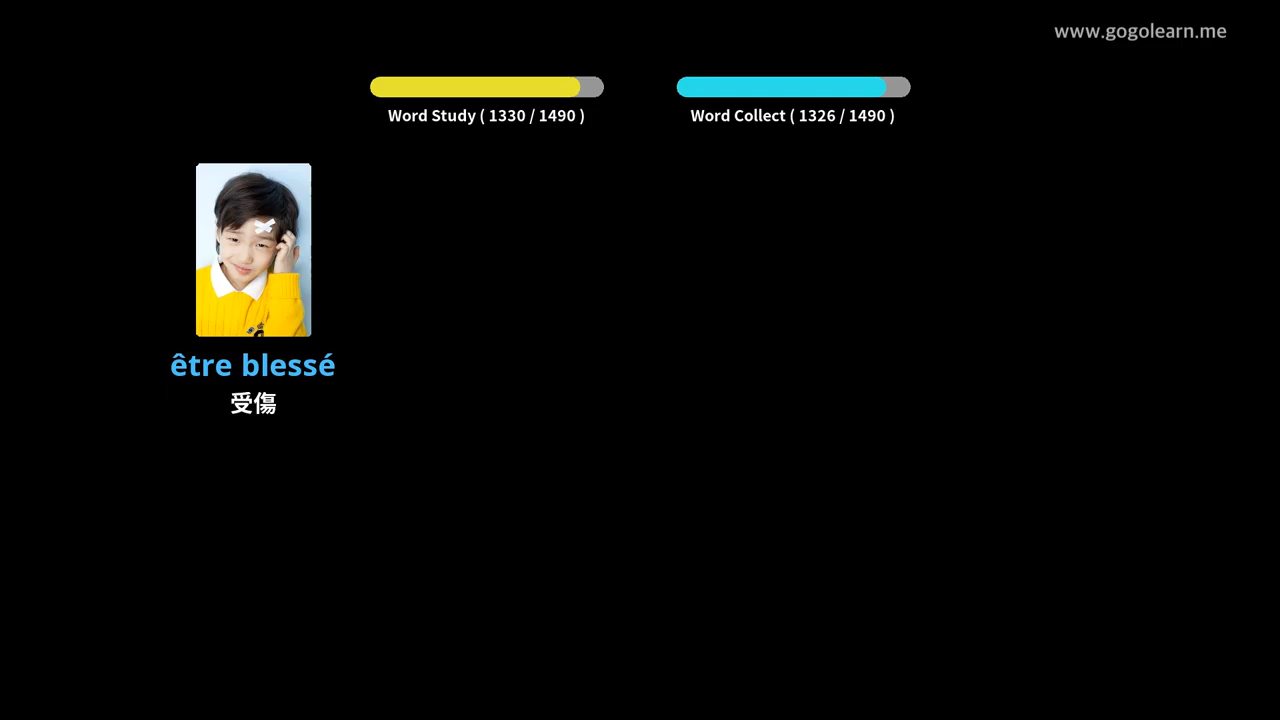 www.gogolearn.me
Word Study ( 1330 / 1490 )
Word Collect ( 1326 / 1490 )
être blessé
受傷